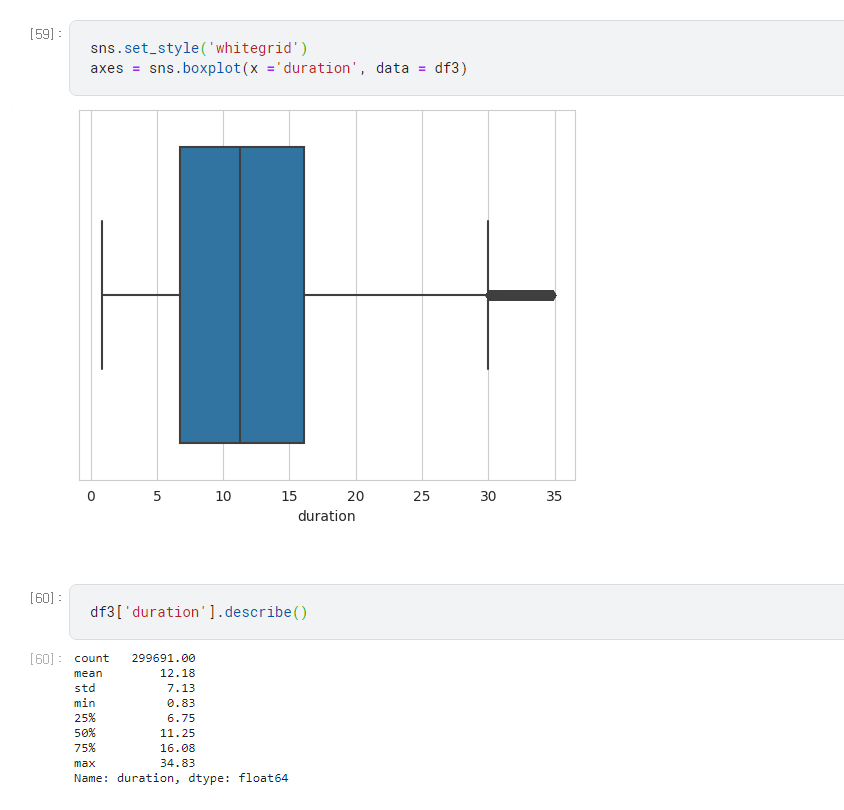 [59]:
sns.set_style('whitegrid')
axes = sns.boxplot(x ='duration', data = df3)
0 5 10 15 20 25 30 35
duration
[60]:
df3['duration'].describe()
[60]:
count 299691.00
mean 12.18
std 7.13
min 0.83
25% 6.75
50% 11.25
75% 16.08
max 34.83
Name: duration, dtype: float64